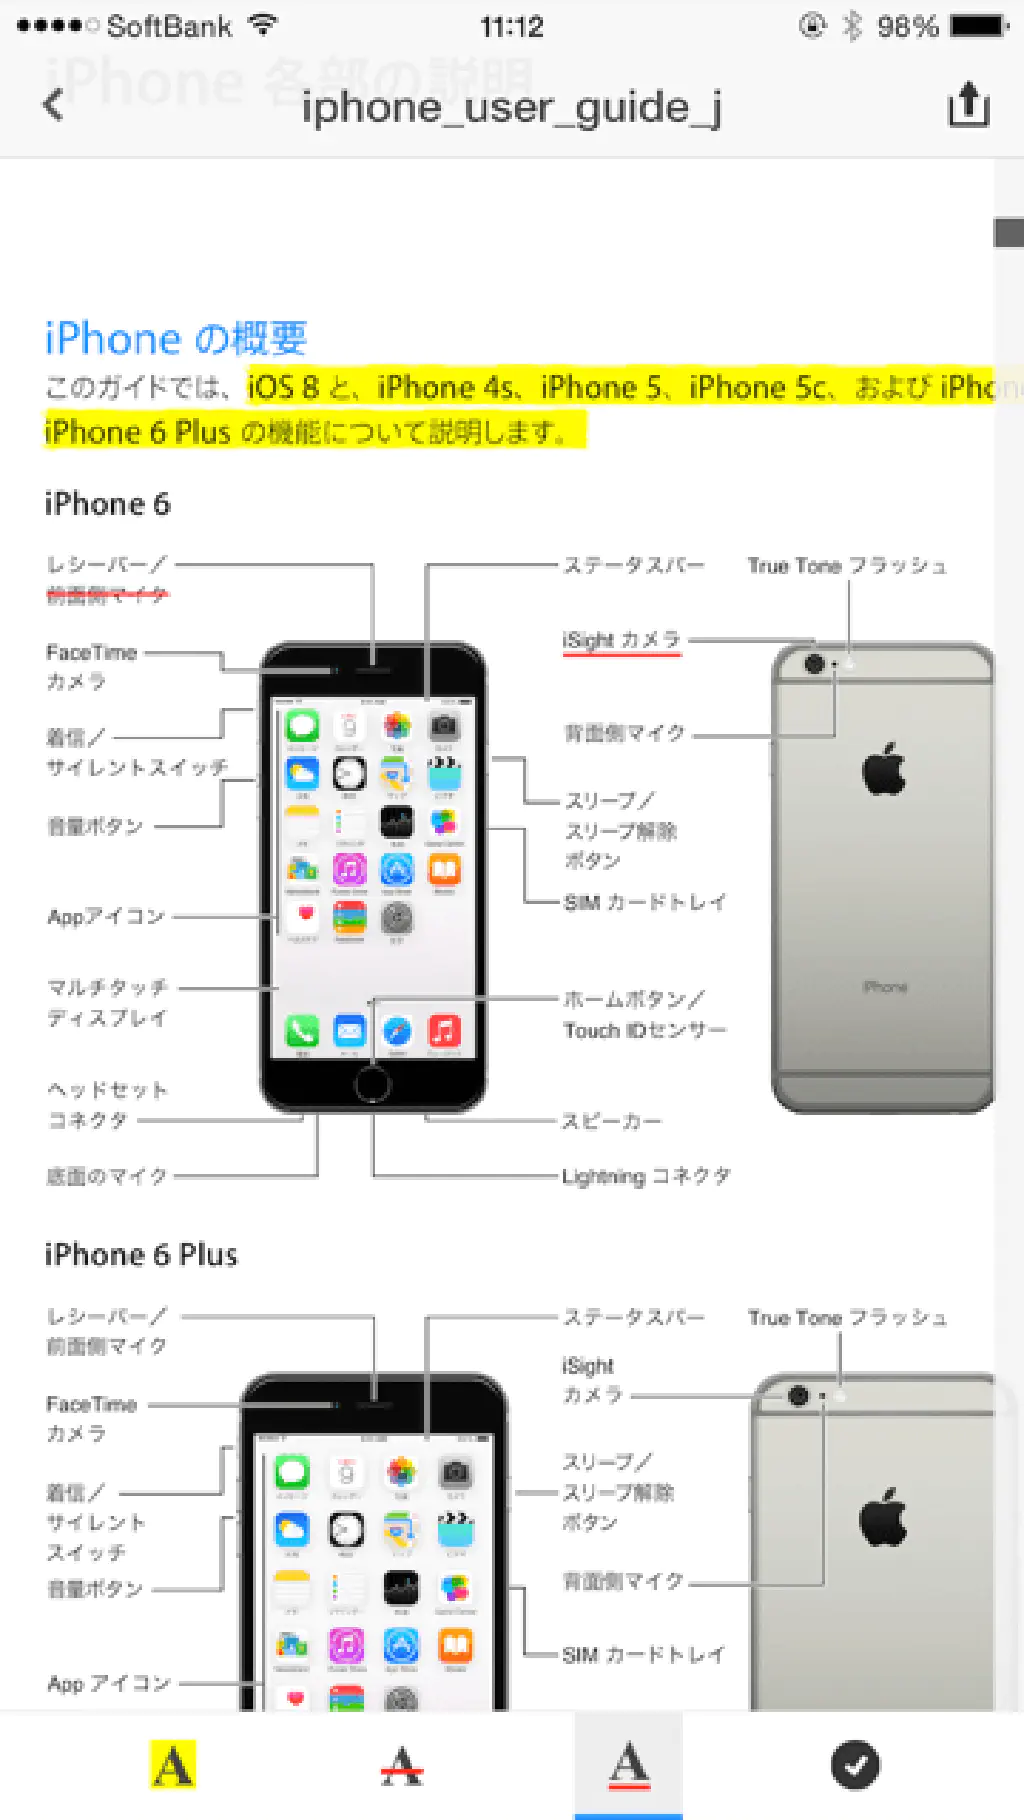 SoftBank 11:12 98%
iPhone 各部の説明
iphone_user_guide_j
iPhone の概要
このガイドでは、iOS 8 と、iPhone 4s、iPhone 5、iPhone 5c、および iPhone
iPhone 6 Plus の機能について説明します。
iPhone 6
レシーバー／
前面側マイク
FaceTime
カメラ
着信／
サイレントスイッチ
音量ボタン
Appアイコン
マルチタッチ
ディスプレイ
ヘッドセット
コネクタ
底面のマイク
ステータスバー
True Tone フラッシュ
iSight カメラ
背面側マイク
スリープ／
スリープ解除
ボタン
SIM カードトレイ
ホームボタン／
Touch IDセンサー
スピーカー
Lightning コネクタ
iPhone
iPhone 6 Plus
レシーバー／
前面側マイク
FaceTime
カメラ
着信／
サイレント
スイッチ
音量ボタン
App アイコン
ステータスバー
True Tone フラッシュ
iSight
カメラ
スリープ／
スリープ解除
ボタン
背面側マイク
SIM カードトレイ
A A A